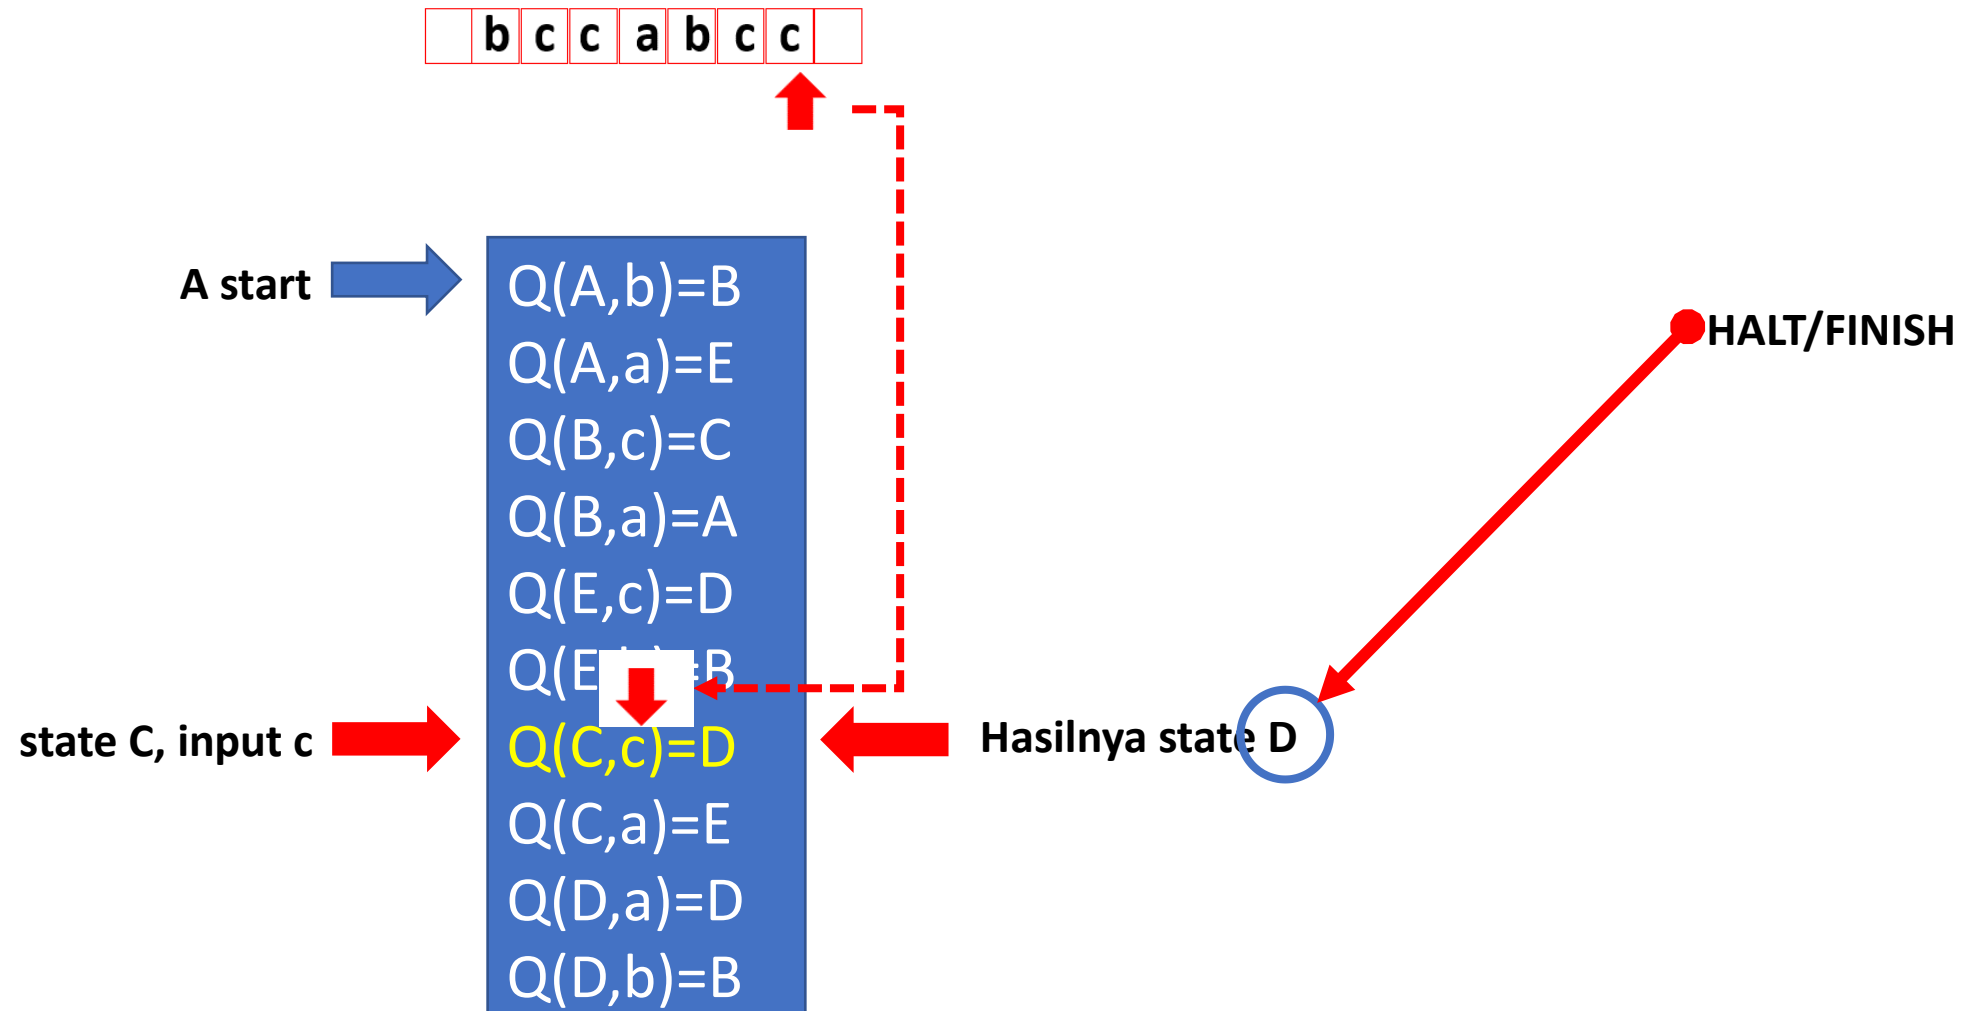 b c c a b c c
A start
Q(A,b)=B
Q(A,a)=E
HALT/FINISH
Q(B,c)=C
Q(B,a)=A
Q(E,c)=D
Q(E =B
state C, input c
Q(C,c)=D
Hasilnya state D
Q(C,a)=E
Q(D,a)=D
Q(D,b)=B